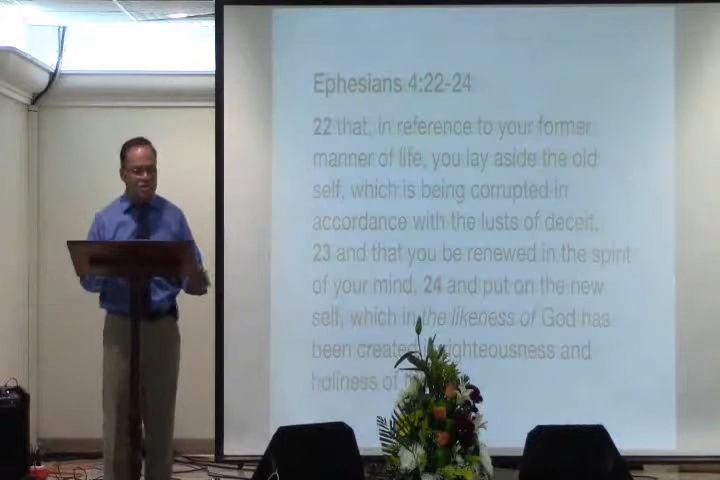 Ephesians 4:22-24
22 that, in reference to your former
manner of life, you lay aside the old
self, which is being corrupted in
accordance with the lusts of deceit,
23 and that you be renewed in the spirit
of your mind, 24 and put on the new
self, which in the likeness of God has
been created righteousness and
holiness of